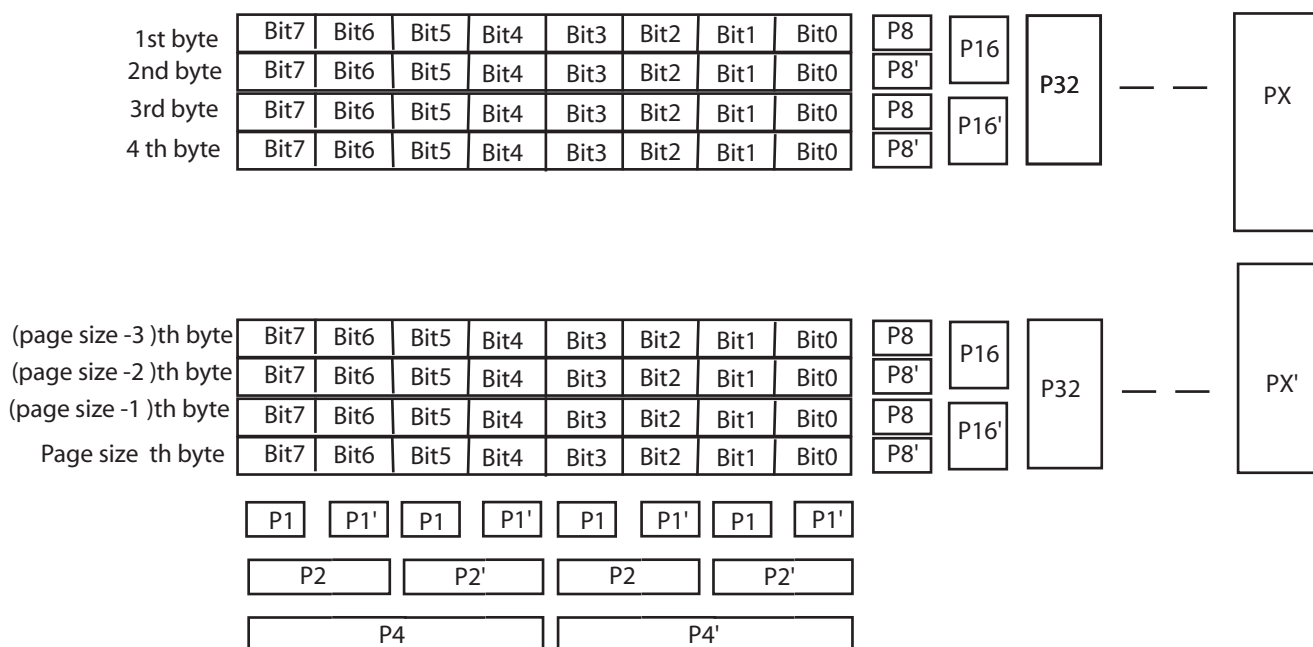 1st byte Bit7 Bit6 Bit5 Bit4 Bit3 Bit2 Bit1 Bit0 P8 P16 P32 PX
2nd byte Bit7 Bit6 Bit5 Bit4 Bit3 Bit2 Bit1 Bit0 P8'
3rd byte Bit7 Bit6 Bit5 Bit4 Bit3 Bit2 Bit1 Bit0 P8 P16'
4 th byte Bit7 Bit6 Bit5 Bit4 Bit3 Bit2 Bit1 Bit0 P8'
(page size -3 )th byte Bit7 Bit6 Bit5 Bit4 Bit3 Bit2 Bit1 Bit0 P8 P16 P32 PX'
(page size -2 )th byte Bit7 Bit6 Bit5 Bit4 Bit3 Bit2 Bit1 Bit0 P8'
(page size -1 )th byte Bit7 Bit6 Bit5 Bit4 Bit3 Bit2 Bit1 Bit0 P8 P16'
Page size th byte Bit7 Bit6 Bit5 Bit4 Bit3 Bit2 Bit1 Bit0 P8'
P1 P1' P1 P1' P1 P1' P1 P1'
P2 P2' P2 P2'
P4 P4'